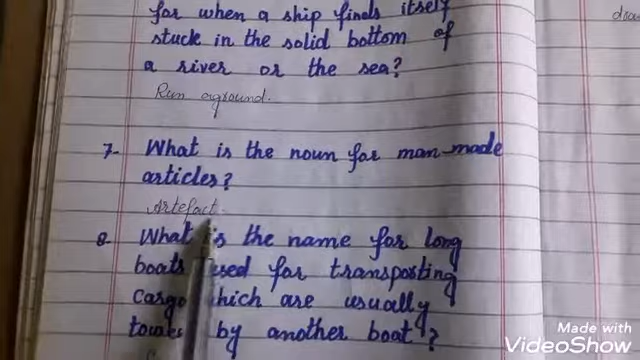 for when a ship finds itself
stuck in the solid bottom of
a river or the sea?
Run aground.
7- What is the noun for man-made
articles?
Artefact.
8- What is the name for long
boats used for transporting
cargo which are usually
by another boat?
Made with
VideoShow